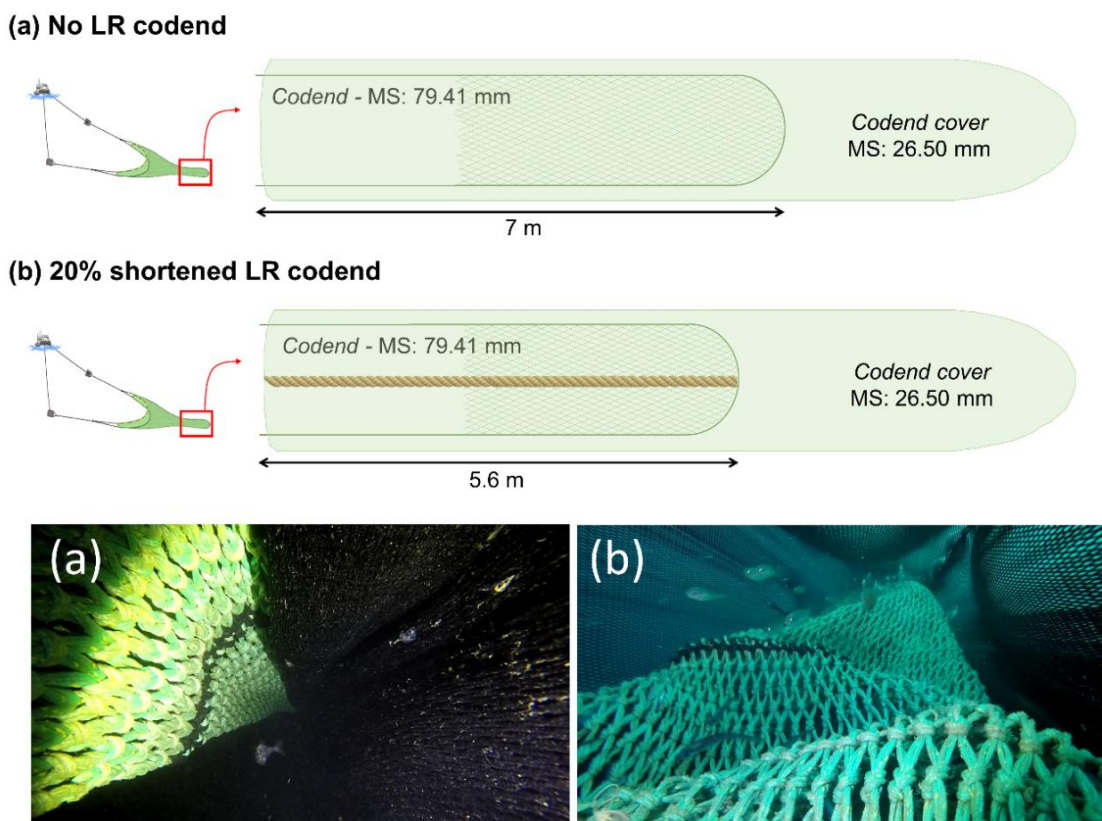 (a) No LR codend
Codend - MS: 79.41 mm
Codend cover
MS: 26.50 mm
7 m
(b) 20% shortened LR codend
Codend - MS: 79.41 mm
Codend cover
MS: 26.50 mm
5.6 m
(a)
(b)